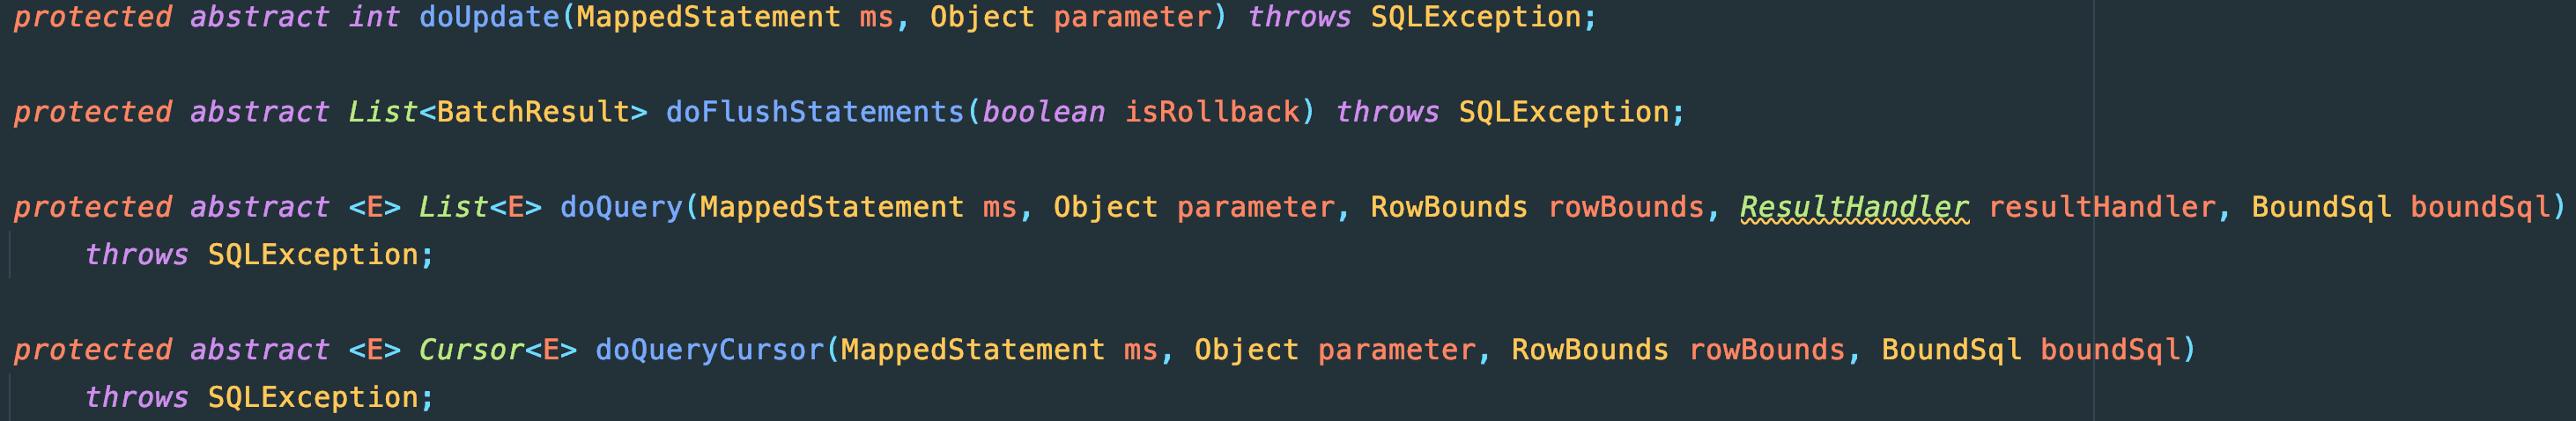 protected abstract int doUpdate(MappedStatement ms, Object parameter) throws SQLException;
protected abstract List<BatchResult> doFlushStatements(boolean isRollback) throws SQLException;
protected abstract <E> List<E> doQuery(MappedStatement ms, Object parameter, RowBounds rowBounds, ResultHandler resultHandler, BoundSql boundSql)
throws SQLException;
protected abstract <E> Cursor<E> doQueryCursor(MappedStatement ms, Object parameter, RowBounds rowBounds, BoundSql boundSql)
throws SQLException;